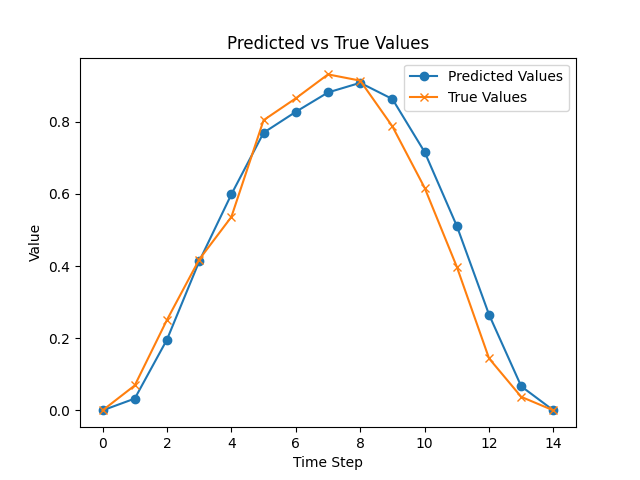 Predicted vs True Values
Predicted Values
True Values
Value
0.8
0.6
0.4
0.2
0.0
0 2 4 6 8 10 12 14
Time Step